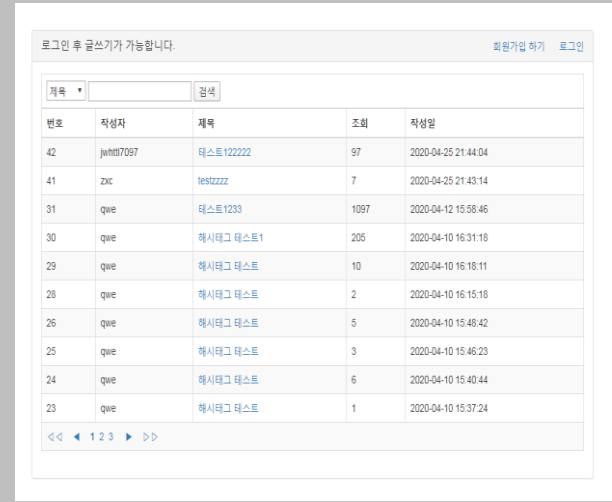 로그인 후 글쓰기가 가능합니다. 회원가입 하기 로그인
제목 ▼ 검색
번호 작성자 제목 조회 작성일
42 jwhttl7097 테스트122222 97 2020-04-25 21:44:04
41 zxc testzzzz 7 2020-04-25 21:43:14
31 qwe 테스트1233 1097 2020-04-12 15:58:46
30 qwe 해시태그 테스트1 205 2020-04-10 16:31:18
29 qwe 해시태그 테스트 10 2020-04-10 16:18:11
28 qwe 해시태그 테스트 2 2020-04-10 16:15:18
26 qwe 해시태그 테스트 5 2020-04-10 15:48:42
25 qwe 해시태그 테스트 3 2020-04-10 15:46:23
24 qwe 해시태그 테스트 6 2020-04-10 15:40:44
23 qwe 해시태그 테스트 1 2020-04-10 15:37:24
◁◁ ◀ 1 2 3 ▶ ▷▷